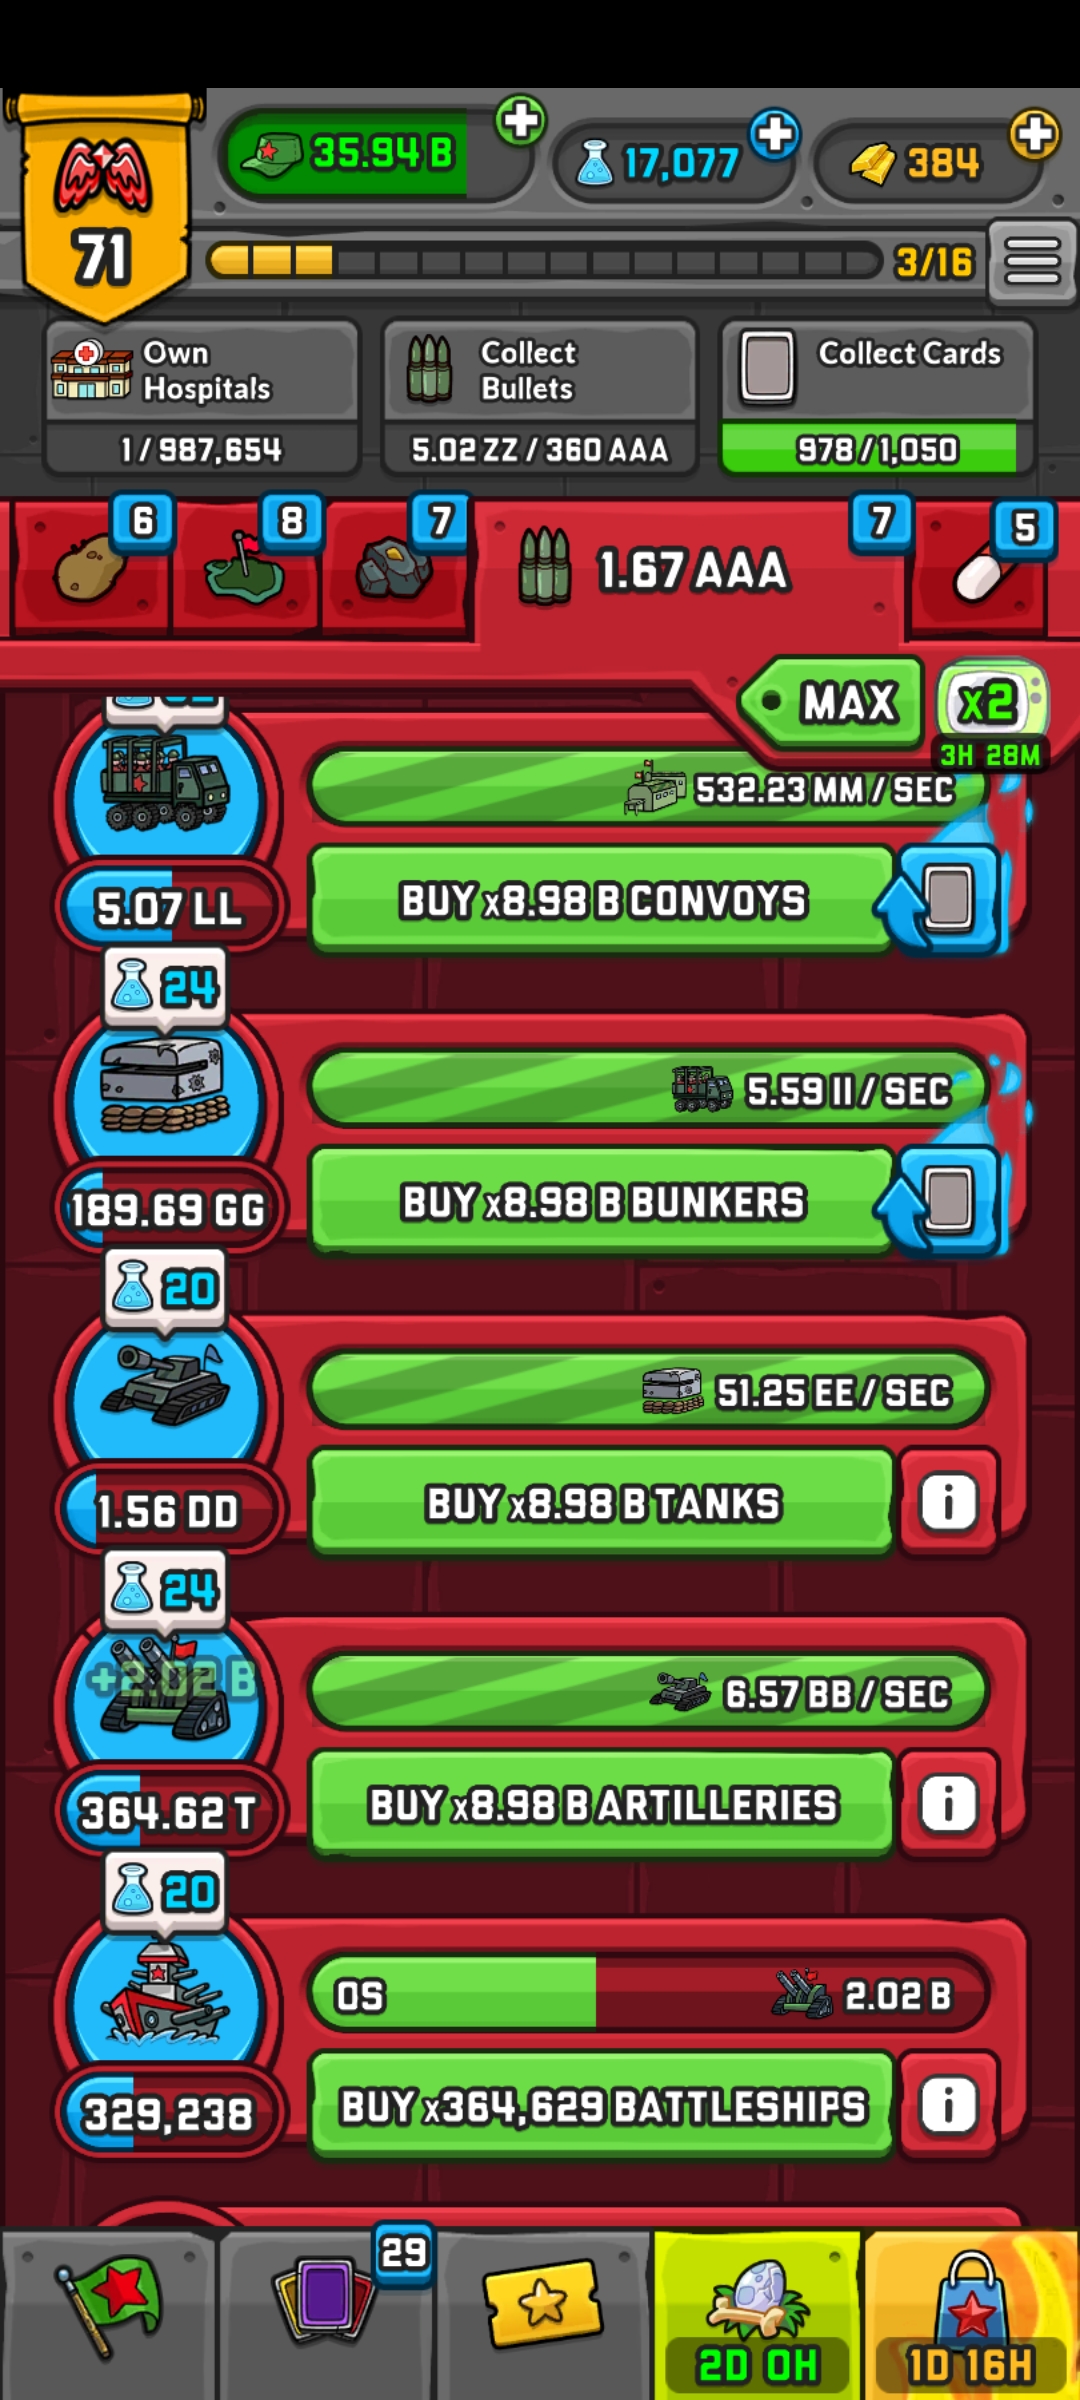 35.94 B
17,077
384
71
3/16
Own
Hospitals
1/987,654
Collect
Bullets
5.02 ZZ/360 AAA
Collect Cards
978/1,050
6
8
7
1.67 AAA
7
5
MAX
x2
3H 28M
532.23 MM/SEC
BUY x8.98 B CONVOYS
5.07 LL
24
5.59 II/SEC
BUY x8.98 B BUNKERS
189.69 GG
20
51.25 EE/SEC
BUY x8.98 B TANKS
i
1.56 DD
24
+2.02 B
6.57 BB/SEC
BUY x8.98 B ARTILLERIES
i
364.62 T
20
0S
2.02 B
BUY x364,629 BATTLESHIPS
i
329,238
29
2D 0H
1D 16H